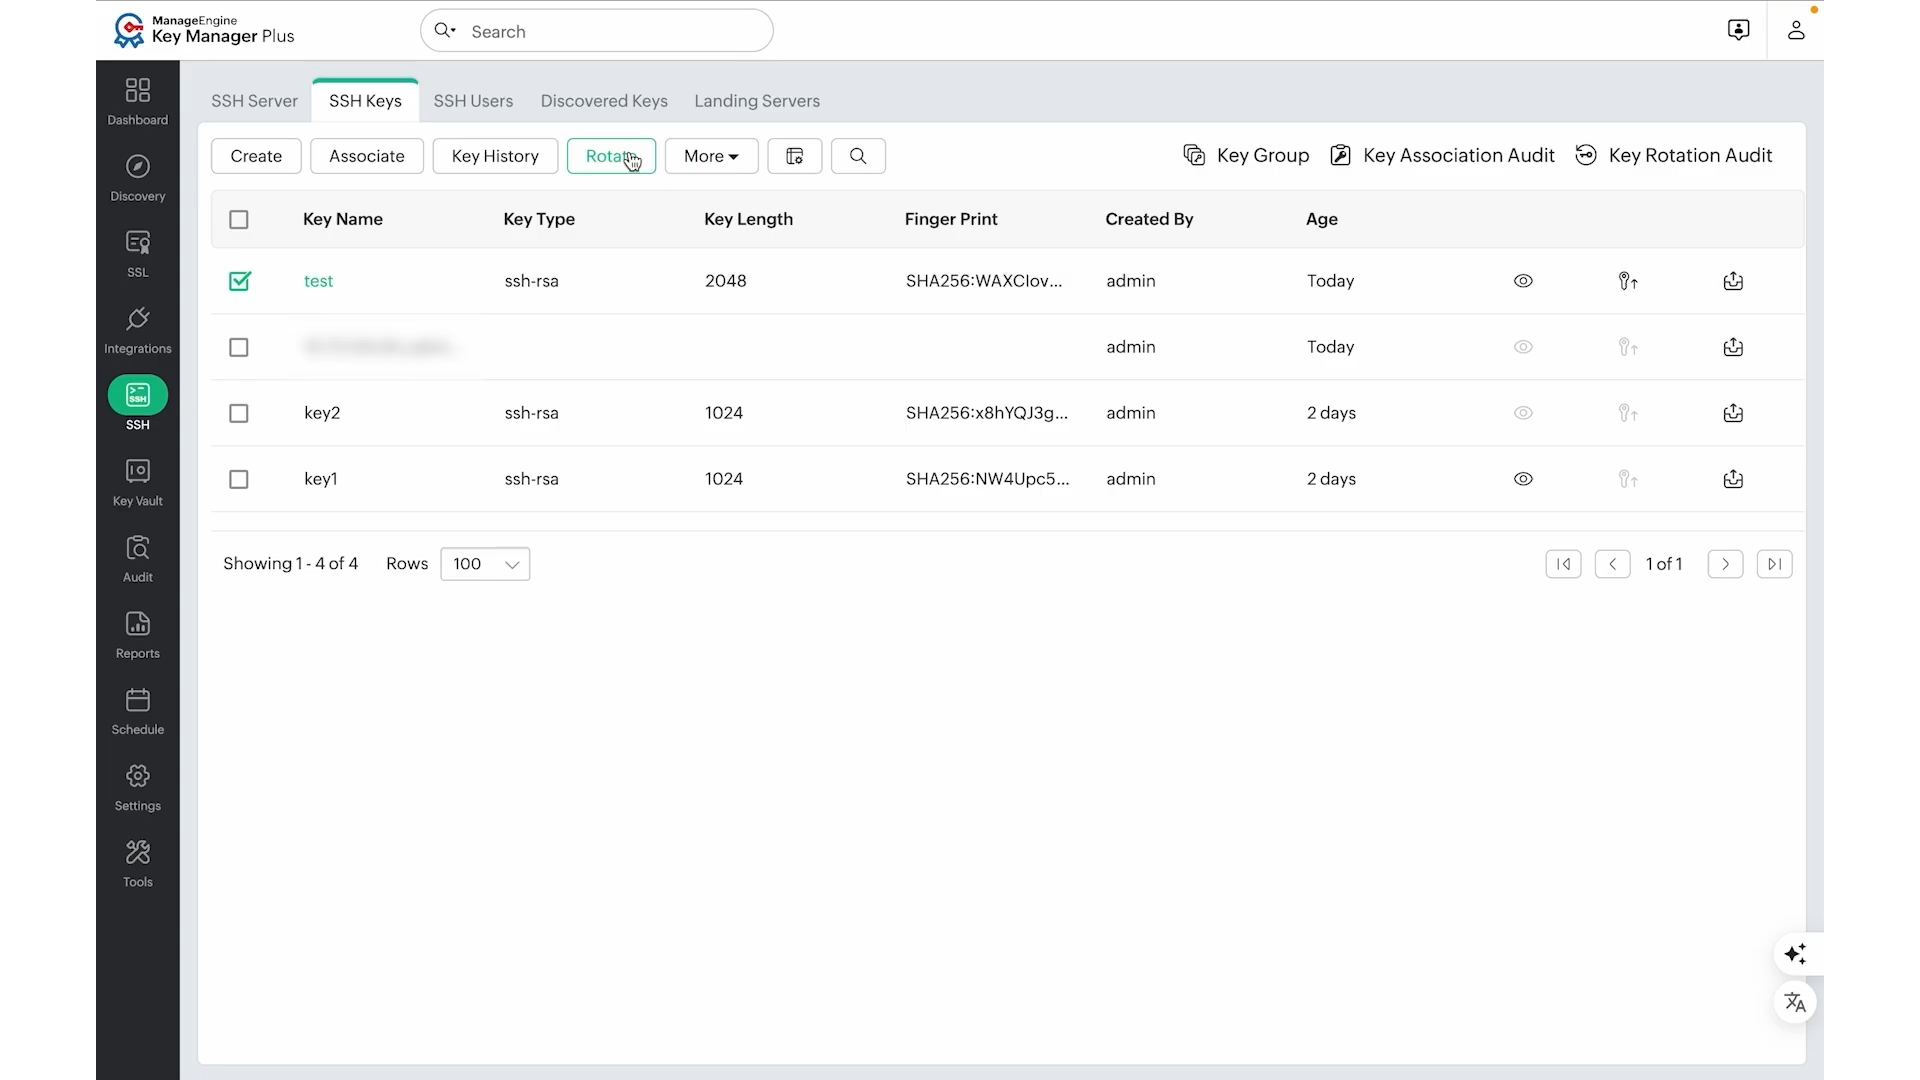 ManageEngine
Key Manager Plus
Search
SSH Server SSH Keys SSH Users Discovered Keys Landing Servers
Create Associate Key History Rotate More Key Group Key Association Audit Key Rotation Audit
Key Name Key Type Key Length Finger Print Created By Age
test ssh-rsa 2048 SHA256:WAXCIov... admin Today
admin Today
key2 ssh-rsa 1024 SHA256:x8hYQJ3g... admin 2 days
key1 ssh-rsa 1024 SHA256:NW4Upc5... admin 2 days
Showing 1 - 4 of 4 Rows 100 1 of 1
Dashboard
Discovery
SSL
Integrations
SSH
SSH
Key Vault
Audit
Reports
Schedule
Settings
Tools